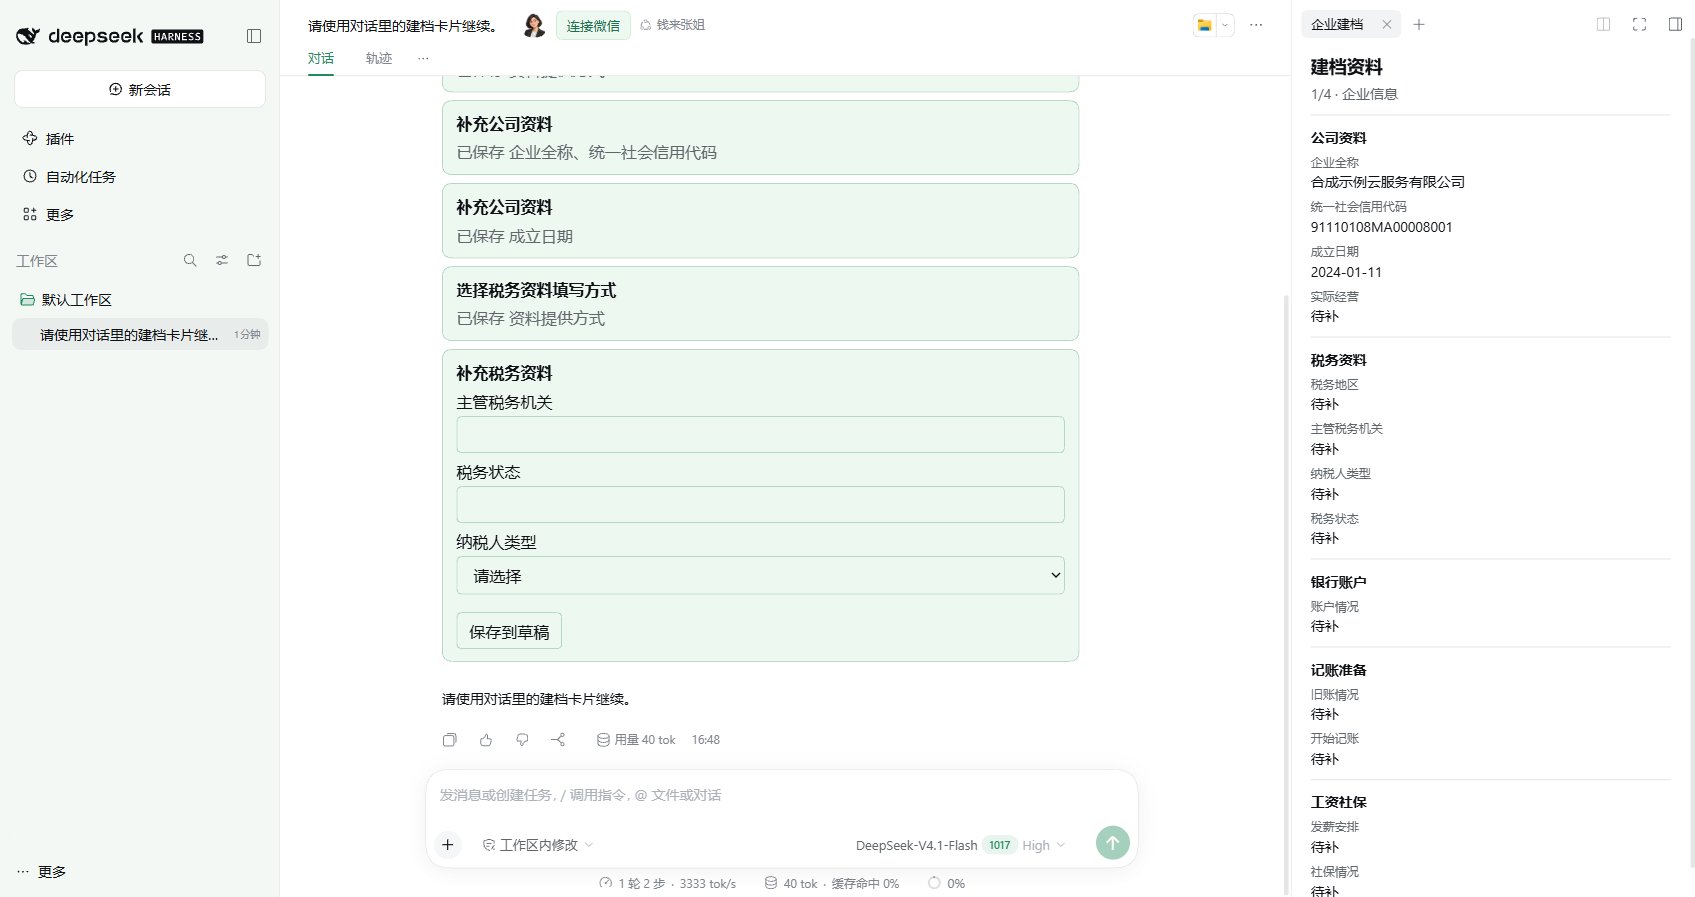 deepseek HARNESS
新会话
插件
自动化任务
更多
工作区
默认工作区
请使用对话里的建档卡片继... 1分钟
更多
请使用对话里的建档卡片继续。
连接微信
钱来张姐
对话
轨迹
补充公司资料
已保存 企业全称、统一社会信用代码
补充公司资料
已保存 成立日期
选择税务资料填写方式
已保存 资料提供方式
补充税务资料
主管税务机关
税务状态
纳税人类型
请选择
保存到草稿
请使用对话里的建档卡片继续。
用量 40 tok 16:48
发消息或创建任务, / 调用指令, @ 文件或对话
工作区内修改
DeepSeek-V4.1-Flash 1017 High
1 轮 2 步 · 3333 tok/s
40 tok · 缓存命中 0%
0%
企业建档
建档资料
1/4 · 企业信息
公司资料
企业全称
合成示例云服务有限公司
统一社会信用代码
91110108MA00008001
成立日期
2024-01-11
实际经营
待补
税务资料
税务地区
待补
主管税务机关
待补
纳税人类型
待补
税务状态
待补
银行账户
账户情况
待补
记账准备
旧账情况
待补
开始记账
待补
工资社保
发薪安排
待补
社保情况
待补